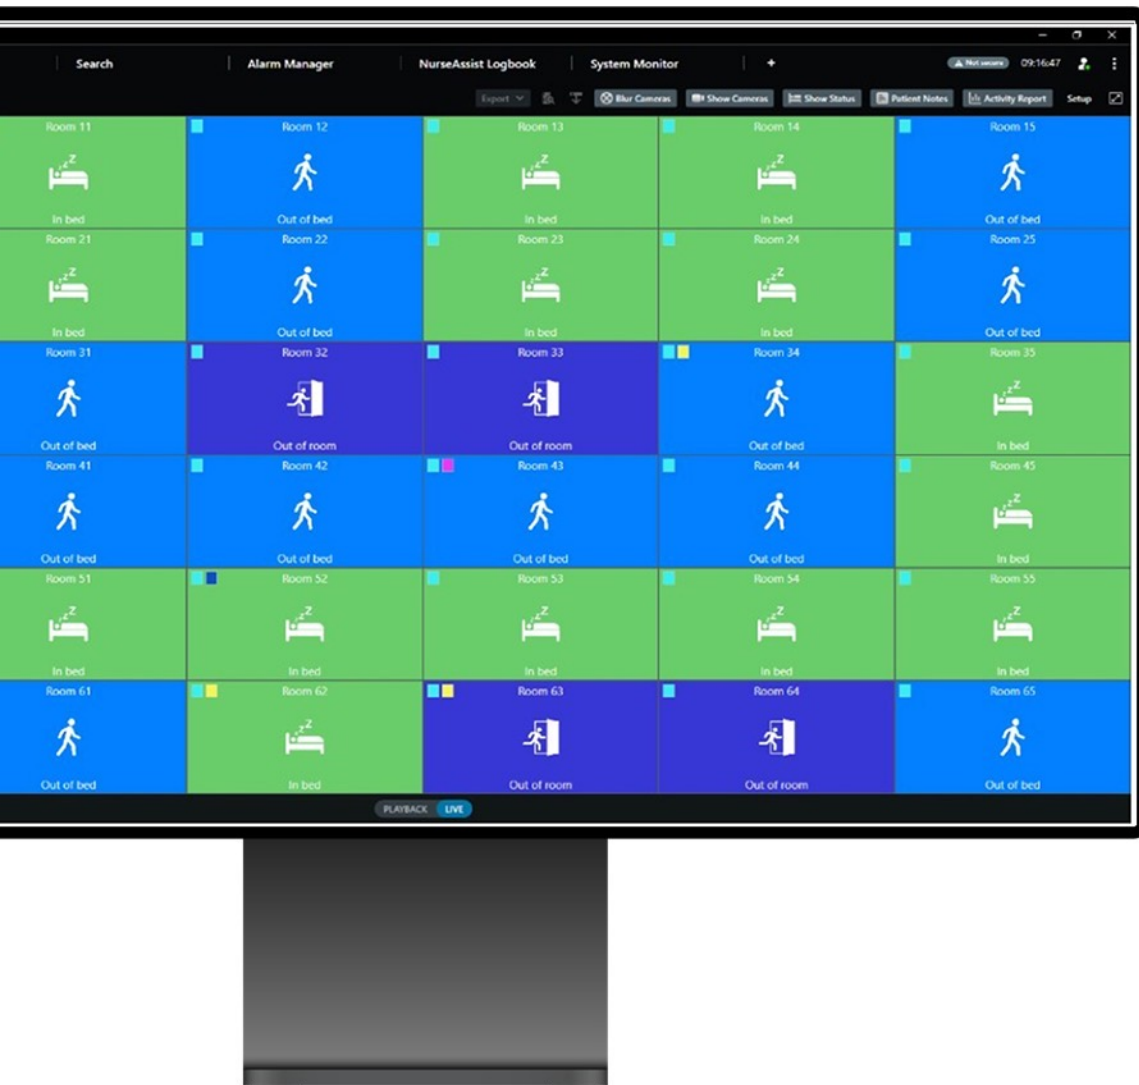 Search Alarm Manager NurseAssist Logbook System Monitor + Not secure 09:16:47
Export Blur Cameras Show Cameras Show Status Patient Notes Activity Report Setup
Room 11 Room 12 Room 13 Room 14 Room 15
In bed Out of bed In bed In bed Out of bed
Room 21 Room 22 Room 23 Room 24 Room 25
In bed Out of bed In bed In bed Out of bed
Room 31 Room 32 Room 33 Room 34 Room 35
Out of bed Out of room Out of room Out of bed In bed
Room 41 Room 42 Room 43 Room 44 Room 45
Out of bed Out of bed Out of bed Out of bed In bed
Room 51 Room 52 Room 53 Room 54 Room 55
In bed In bed In bed In bed In bed
Room 61 Room 62 Room 63 Room 64 Room 65
Out of bed In bed Out of room Out of room Out of bed
PLAYBACK LIVE